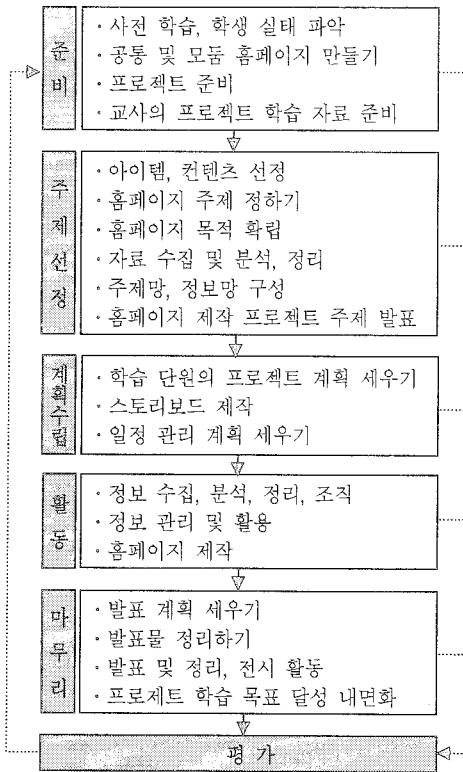 준비
· 사전 학습, 학생 실태 파악
· 공통 및 모둠 홈페이지 만들기
· 프로젝트 준비
· 교사의 프로젝트 학습 자료 준비
주제선정
· 아이템, 컨텐츠 선정
· 홈페이지 주제 정하기
· 홈페이지 목적 확립
· 자료 수집 및 분석, 정리
· 주제망, 정보망 구성
· 홈페이지 제작 프로젝트 주제 발표
계획수립
· 학습 단원의 프로젝트 계획 세우기
· 스토리보드 제작
· 일정 관리 계획 세우기
활동
· 정보 수집, 분석, 정리, 조직
· 정보 관리 및 활용
· 홈페이지 제작
마무리
· 발표 계획 세우기
· 발표물 정리하기
· 발표 및 정리, 전시 활동
· 프로제트 학습 목표 달성 내면화
평가